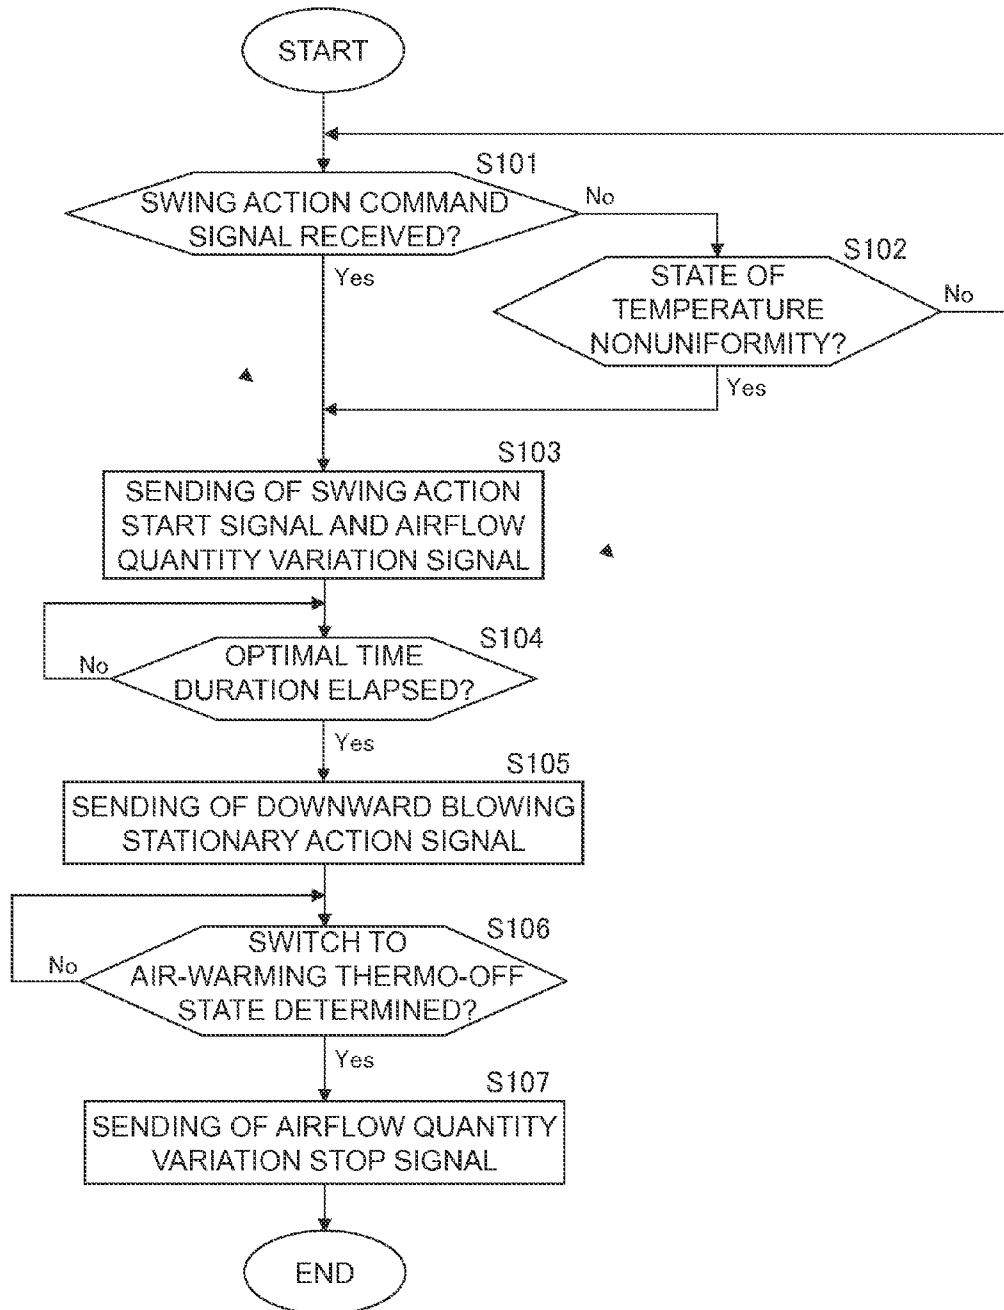 START
S101
SWING ACTION COMMAND
SIGNAL RECEIVED?
No
Yes
S102
STATE OF
TEMPERATURE
NONUNIFORMITY?
No
Yes
S103
SENDING OF SWING ACTION
START SIGNAL AND AIRFLOW
QUANTITY VARIATION SIGNAL
S104
OPTIMAL TIME
DURATION ELAPSED?
No
Yes
S105
SENDING OF DOWNWARD BLOWING
STATIONARY ACTION SIGNAL
S106
SWITCH TO
AIR-WARMING THERMO-OFF
STATE DETERMINED?
No
Yes
S107
SENDING OF AIRFLOW QUANTITY
VARIATION STOP SIGNAL
END